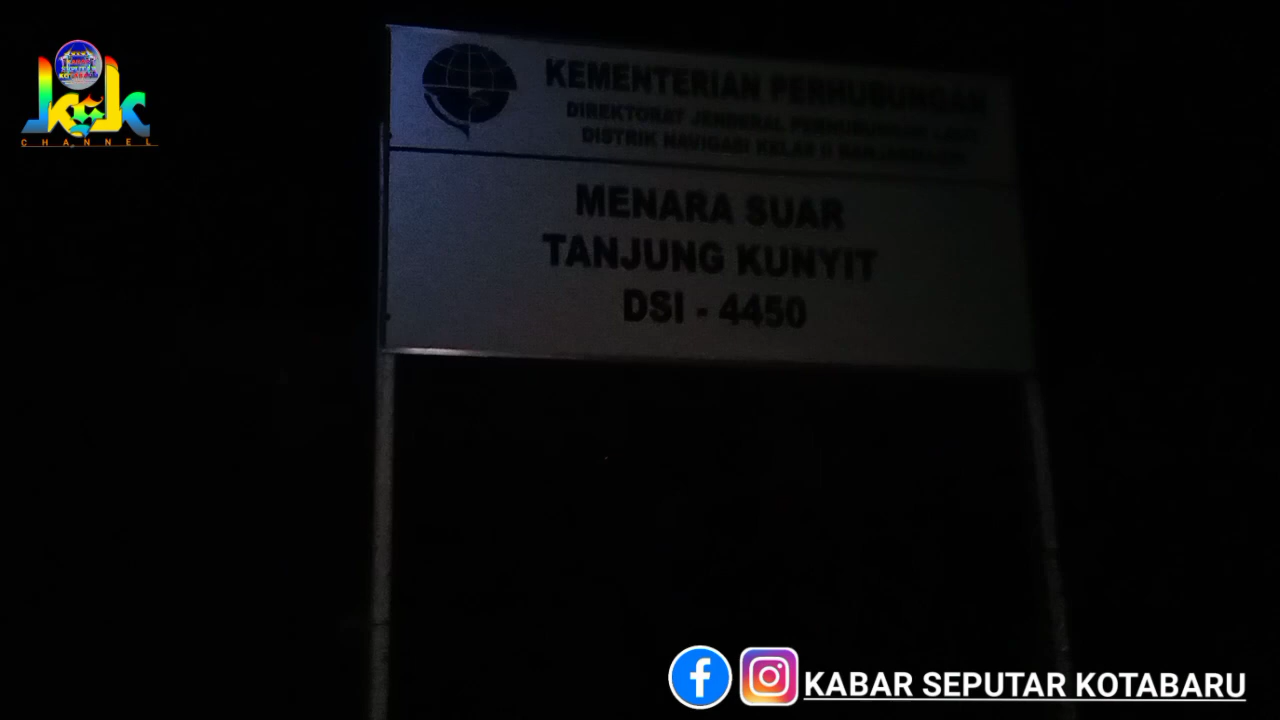 CHANNEL
KEMENTERIAN PERHUBUNGAN
DIREKTORAT JENDERAL PERHUBUNGAN LAUT
DISTRIK NAVIGASI KELAS II BANJARMASIN
MENARA SUAR
TANJUNG KUNYIT
DSI - 4450
KABAR SEPUTAR KOTABARU